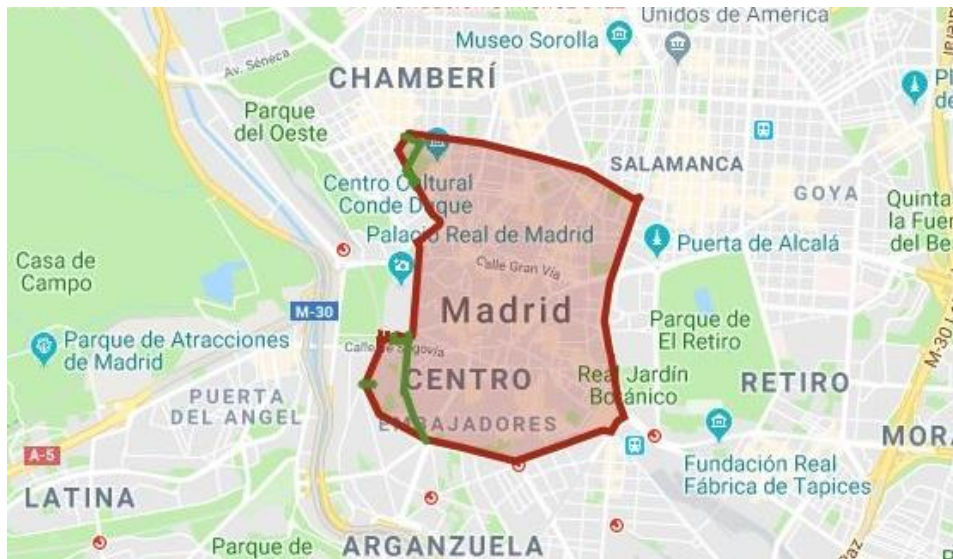 Unidos de América
Museo Sorolla
Av. Séneca
CHAMBERÍ
Parque
del Oeste
SALAMANCA
GOYA
Centro Cultural
Conde Duque
Quinta
la Fuen
del Be
Palacio Real de Madrid
Puerta de Alcalá
Casa de
Campo
Calle Gran Vía
M-30
Madrid
Parque de
El Retiro
Parque de Atracciones
de Madrid
Calle de Segovia
CENTRO
Real Jardín
Botánico
RETIRO
PUERTA
DEL ANGEL
EMBAJADORES
M-30
MORA
A-5
Fundación Real
Fábrica de Tapices
LATINA
Parque de
ARGANZUELA